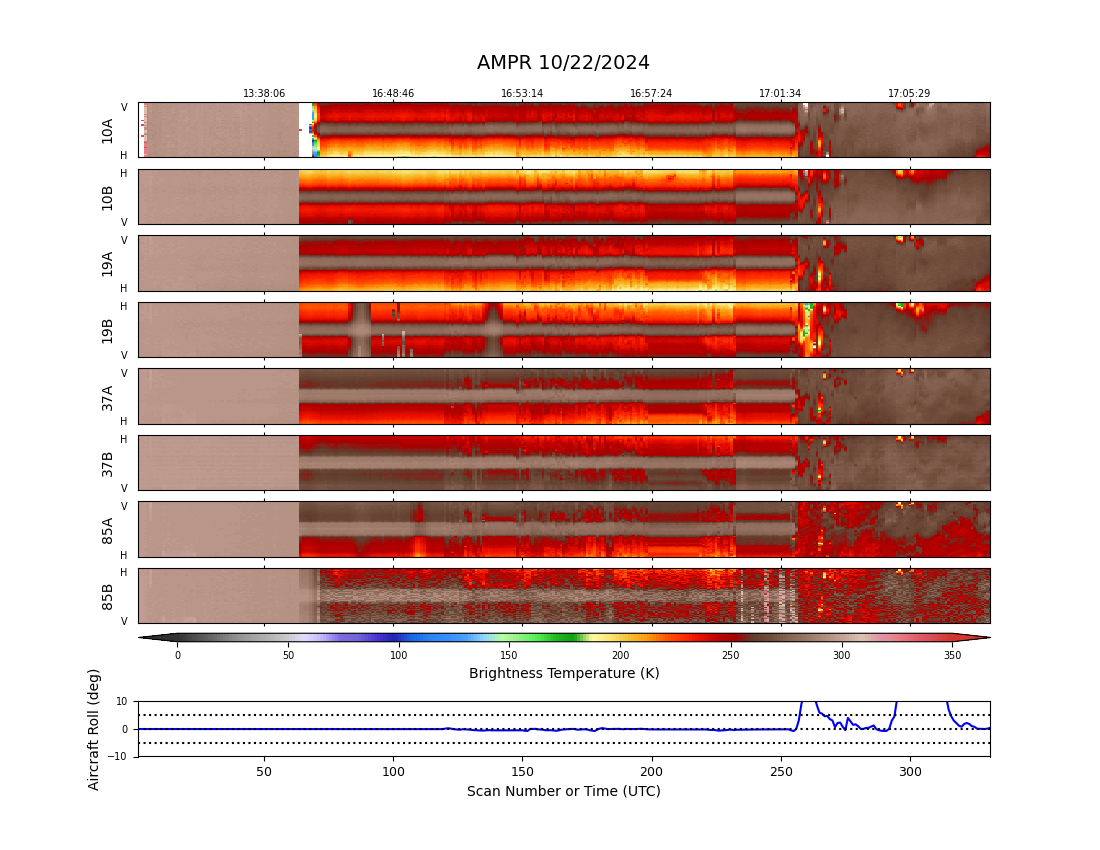 AMPR 10/22/2024
13:38:06 16:48:46 16:53:14 16:57:24 17:01:34 17:05:29
V
10A
H
H
10B
V
V
19A
H
H
19B
V
V
37A
H
H
37B
V
V
85A
H
H
85B
V
0 50 100 150 200 250 300 350
Brightness Temperature (K)
Aircraft Roll (deg)
10
0
−10
50 100 150 200 250 300
Scan Number or Time (UTC)